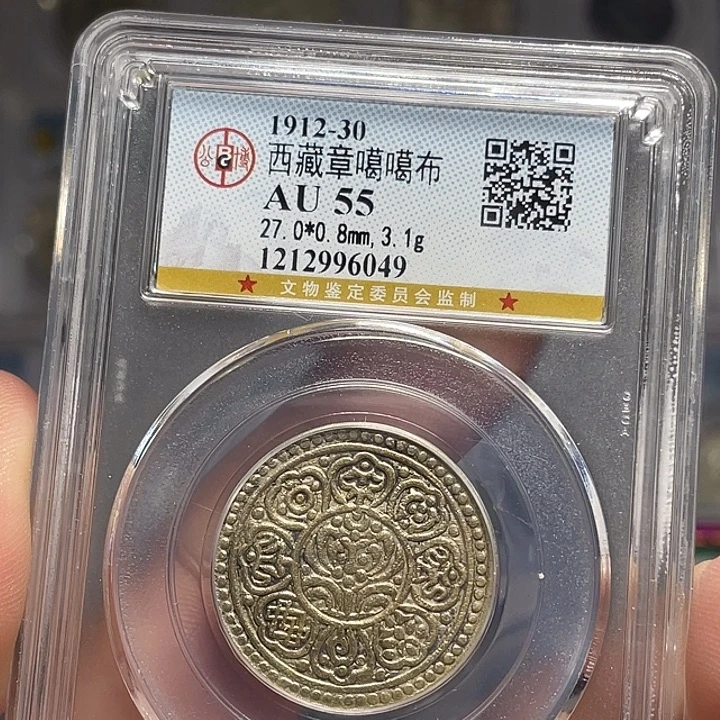 1912-30
西藏章噶噶布
AU 55
27.0*0.8mm, 3.1g
1212996049
文物鉴定委员会监制